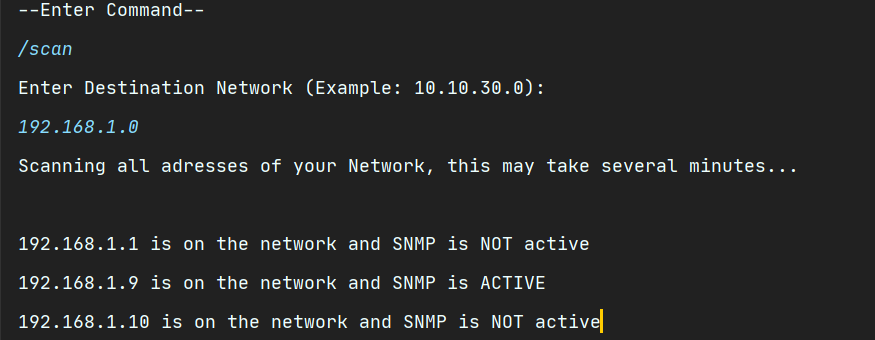 --Enter Command--
/scan
Enter Destination Network (Example: 10.10.30.0):
192.168.1.0
Scanning all adresses of your Network, this may take several minutes...
192.168.1.1 is on the network and SNMP is NOT active
192.168.1.9 is on the network and SNMP is ACTIVE
192.168.1.10 is on the network and SNMP is NOT active